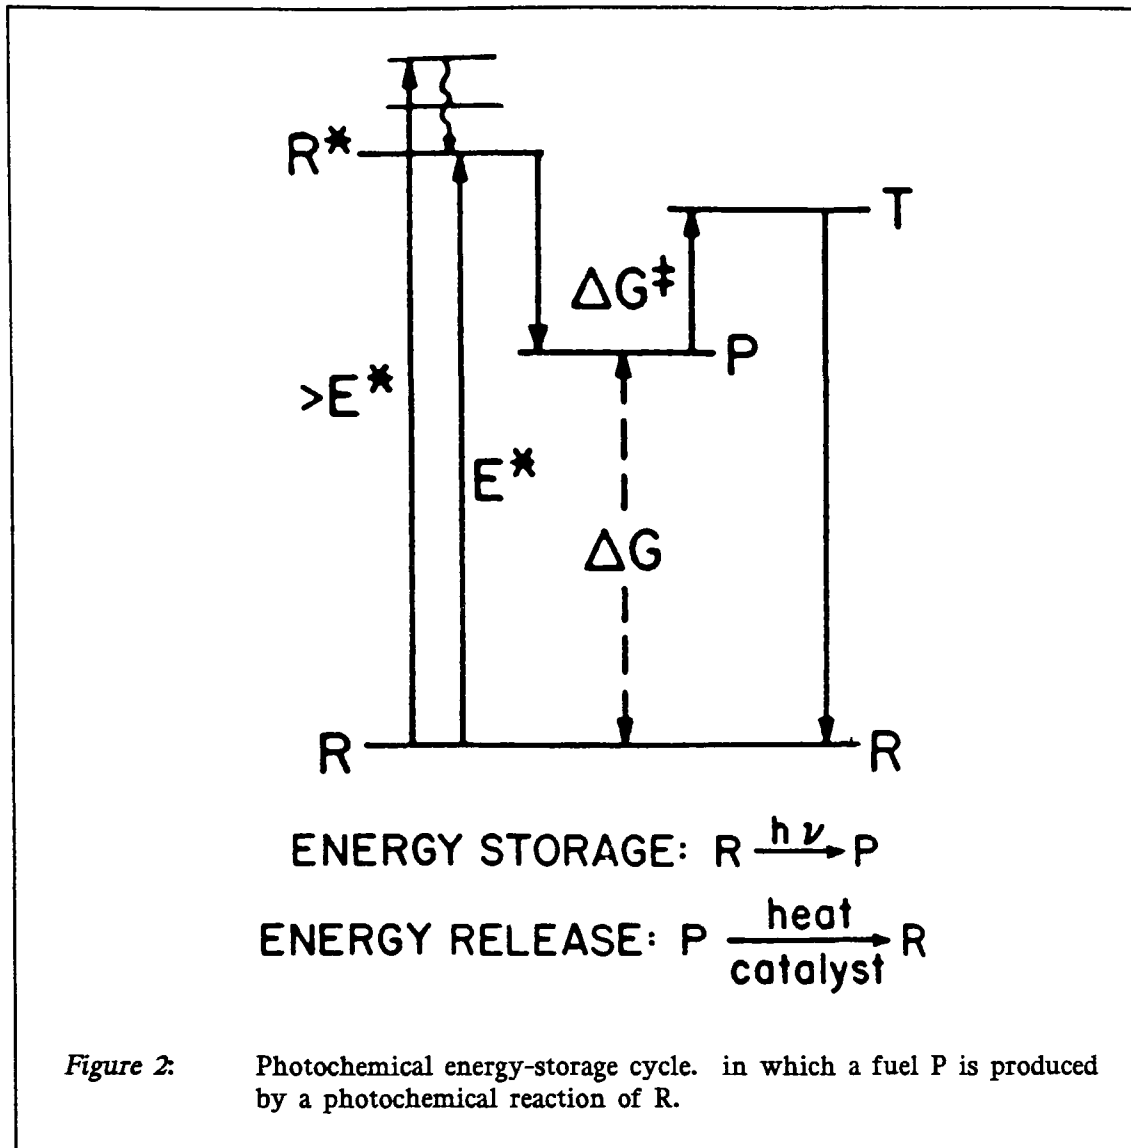 R*
T
ΔG‡
P
>E*
E*
ΔG
R
R
ENERGY STORAGE: R hν→ P
ENERGY RELEASE: P heat→ R
catalyst
Figure 2: Photochemical energy-storage cycle. in which a fuel P is produced
by a photochemical reaction of R.